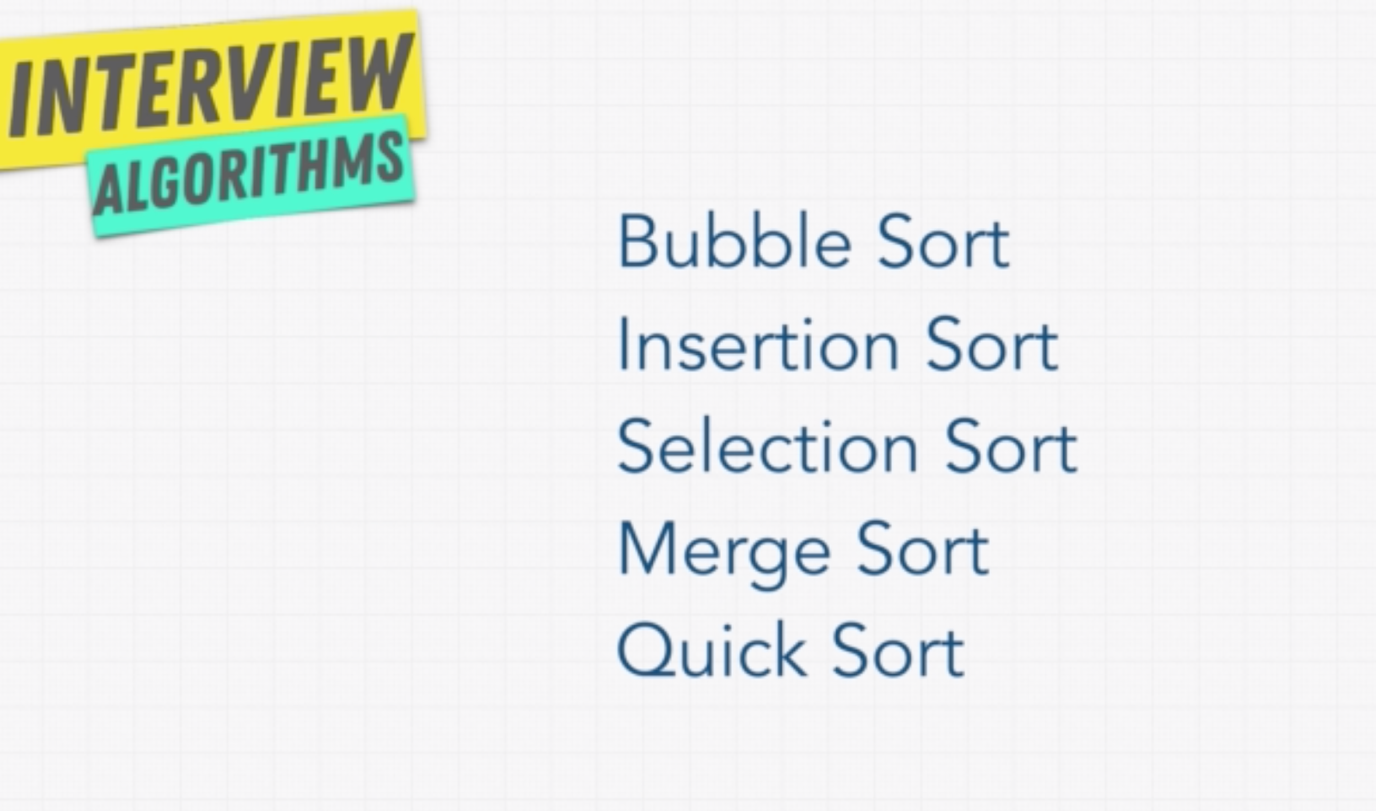 INTERVIEW
ALGORITHMS
Bubble Sort
Insertion Sort
Selection Sort
Merge Sort
Quick Sort